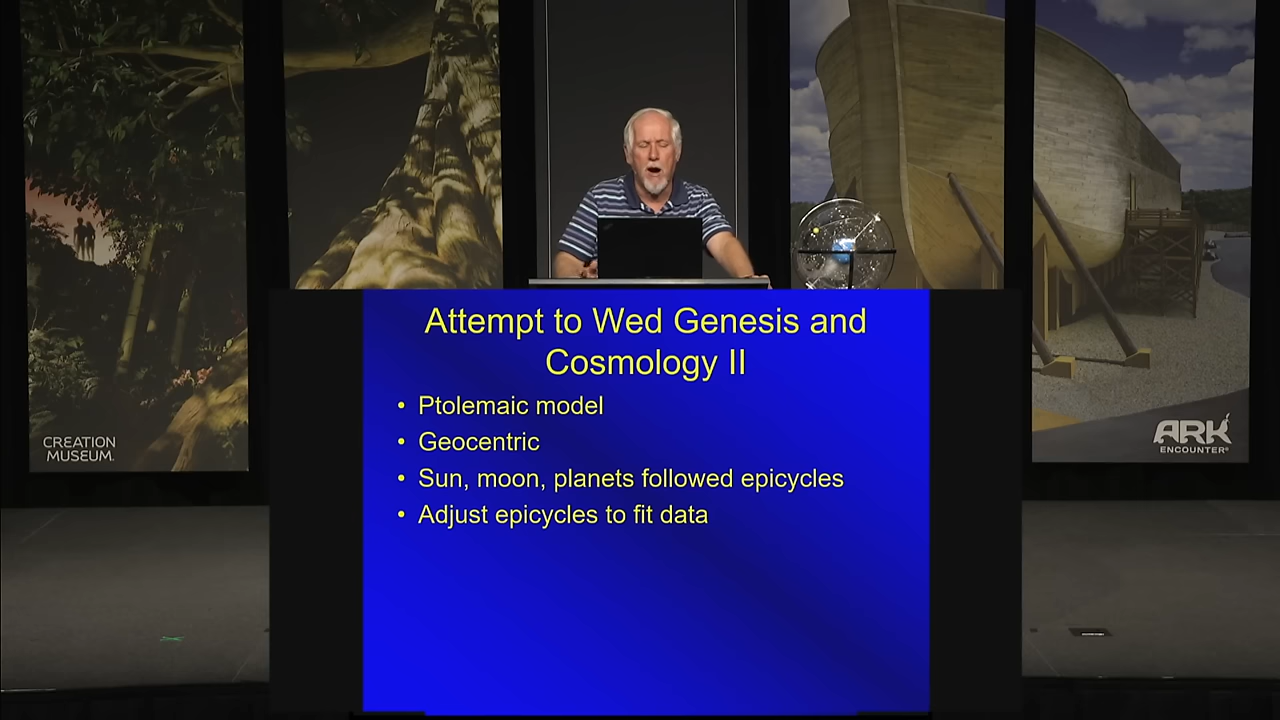 Attempt to Wed Genesis and
Cosmology II
• Ptolemaic model
• Geocentric
• Sun, moon, planets followed epicycles
• Adjust epicycles to fit data
CREATION
MUSEUM.
ARK
ENCOUNTER®